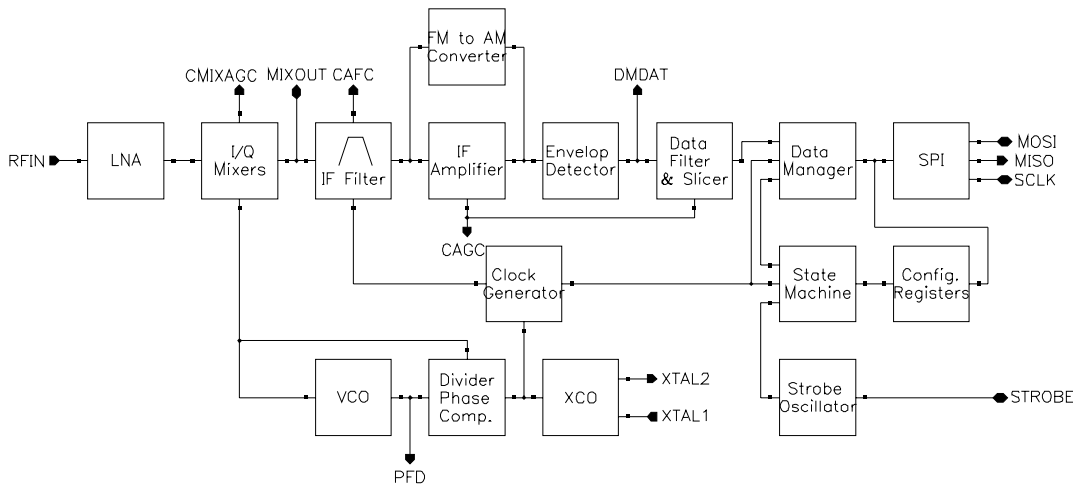 FM to AM
Converter
CMIXAGC
MIXOUT
CAFC
DMDAT
RFIN
LNA
I/Q
Mixers
IF Filter
IF
Amplifier
Envelop
Detector
Data
Filter
& Slicer
Data
Manager
SPI
MOSI
MISO
SCLK
CAGC
Clock
Generator
State
Machine
Config.
Registers
VCO
Divider
Phase
Comp.
XCO
XTAL2
XTAL1
Strobe
Oscillator
STROBE
PFD